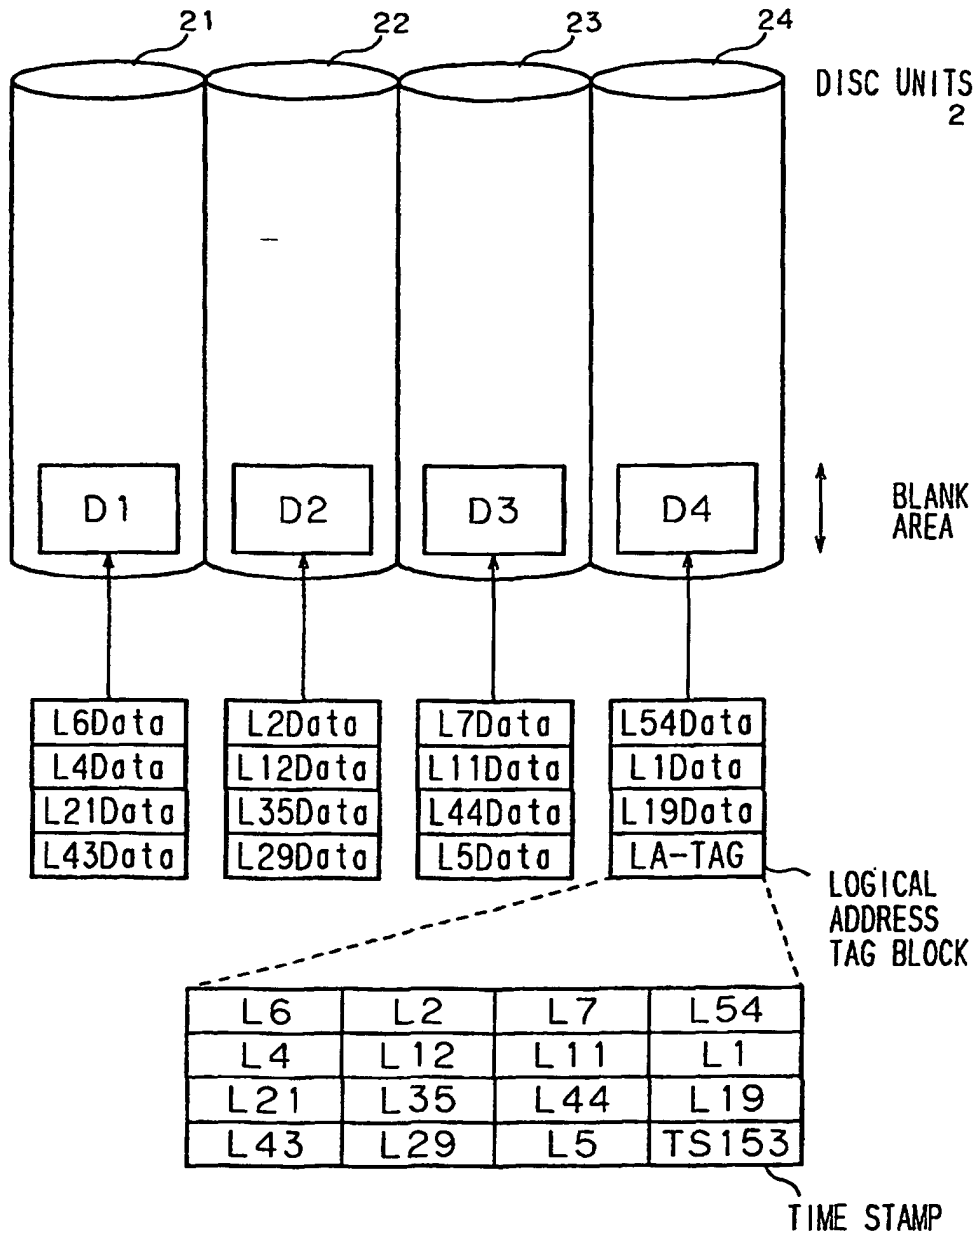 21 22 23 24
DISC UNITS
2
D1 D2 D3 D4
BLANK
AREA
L6Data L2Data L7Data L54Data
L4Data L12Data L11Data L1Data
L21Data L35Data L44Data L19Data
L43Data L29Data L5Data LA-TAG
LOGICAL
ADDRESS
TAG BLOCK
L6 L2 L7 L54
L4 L12 L11 L1
L21 L35 L44 L19
L43 L29 L5 TS153
TIME STAMP